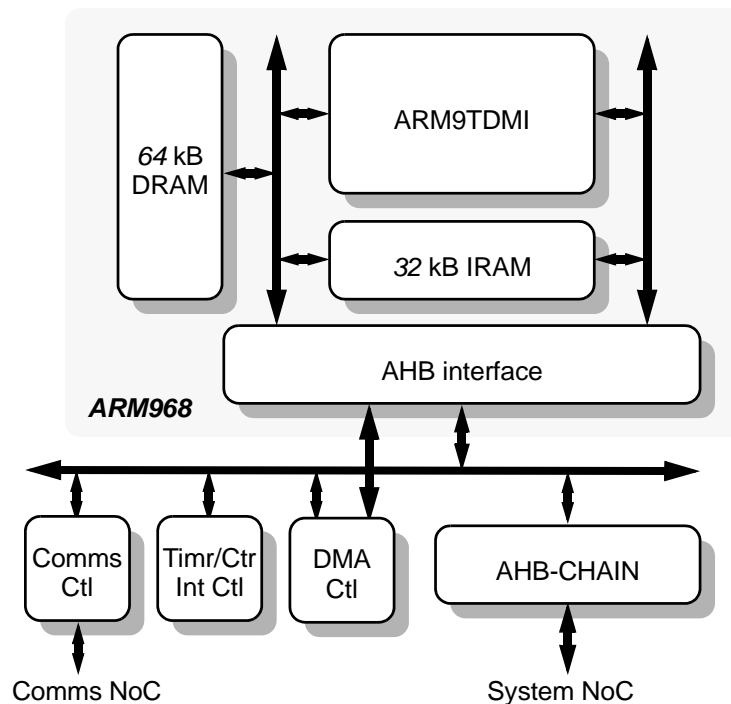 ARM9TDMI
64 kB
DRAM
32 kB IRAM
AHB interface
ARM968
Comms
Ctl
Timr/Ctr
Int Ctl
DMA
Ctl
AHB-CHAIN
Comms NoC
System NoC